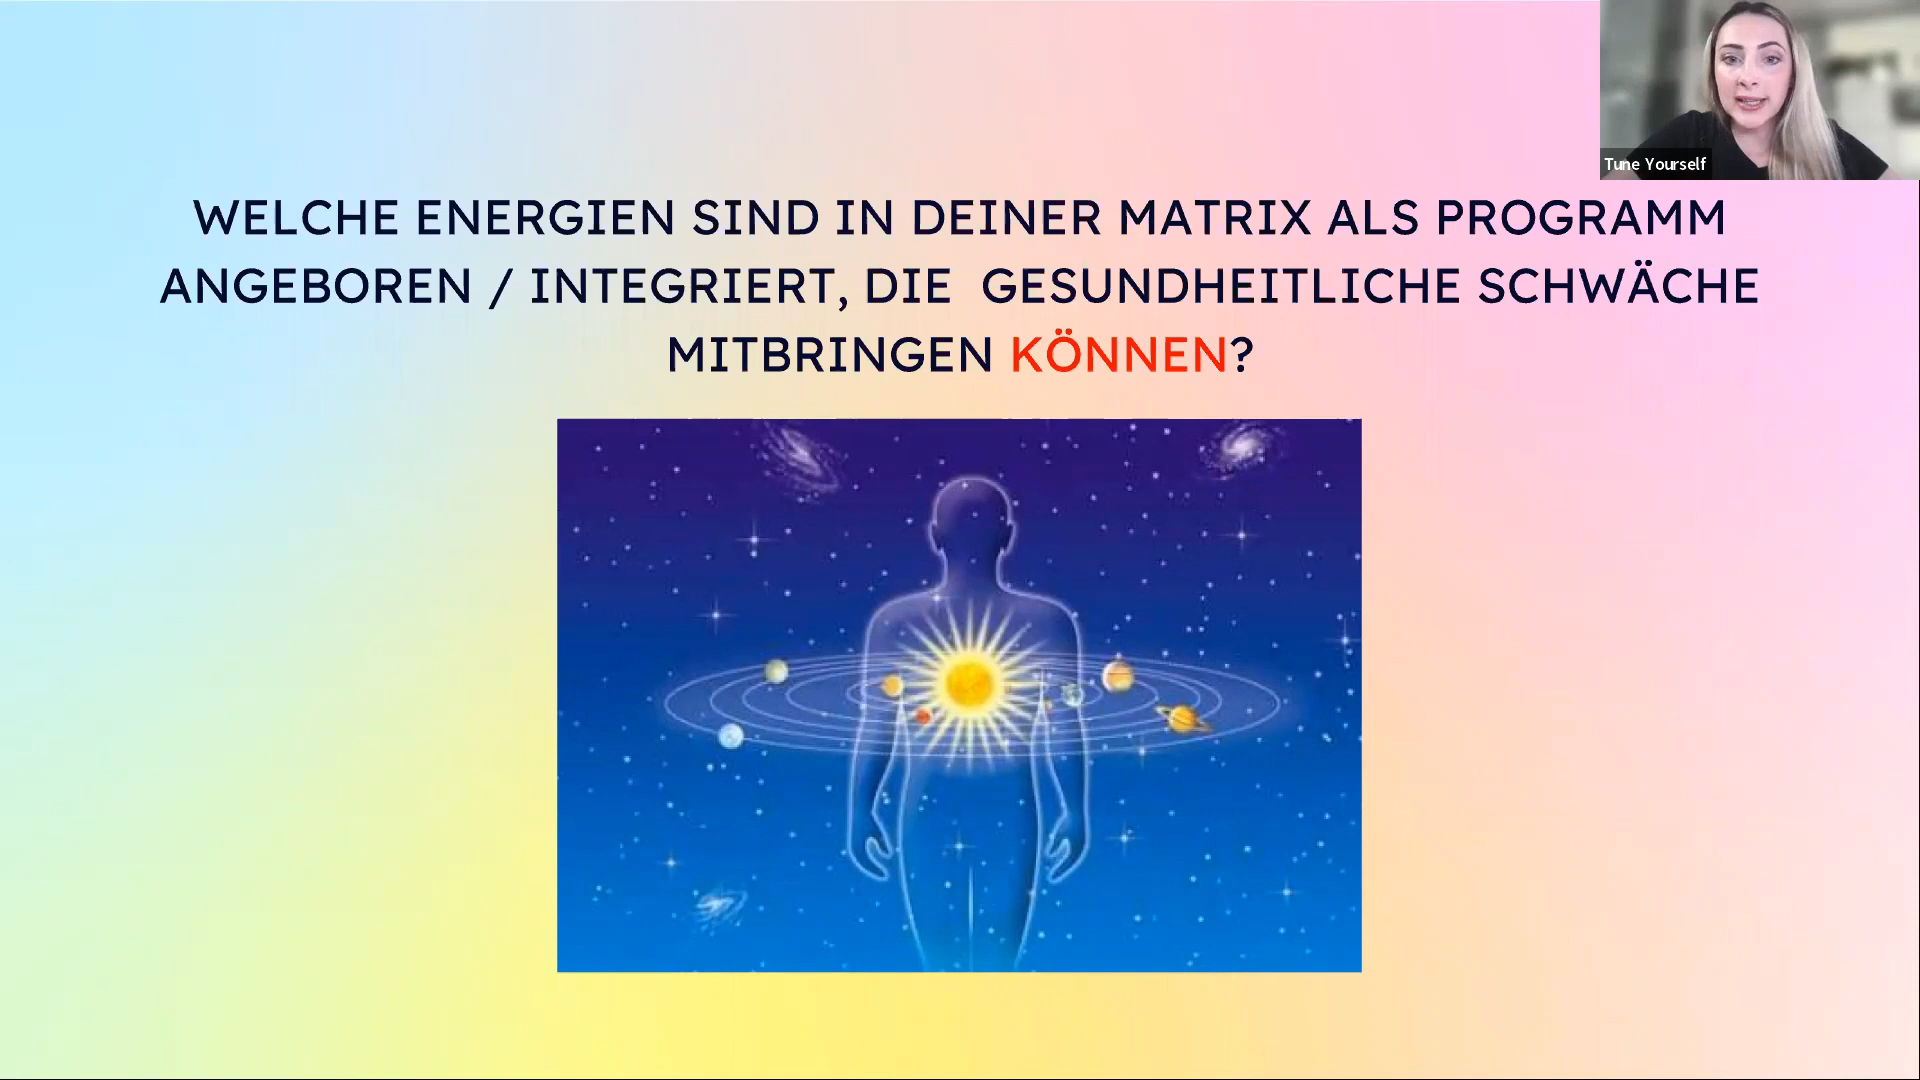 Tune Yourself
WELCHE ENERGIEN SIND IN DEINER MATRIX ALS PROGRAMM
ANGEBOREN / INTEGRIERT, DIE GESUNDHEITLICHE SCHWÄCHE
MITBRINGEN KÖNNEN?